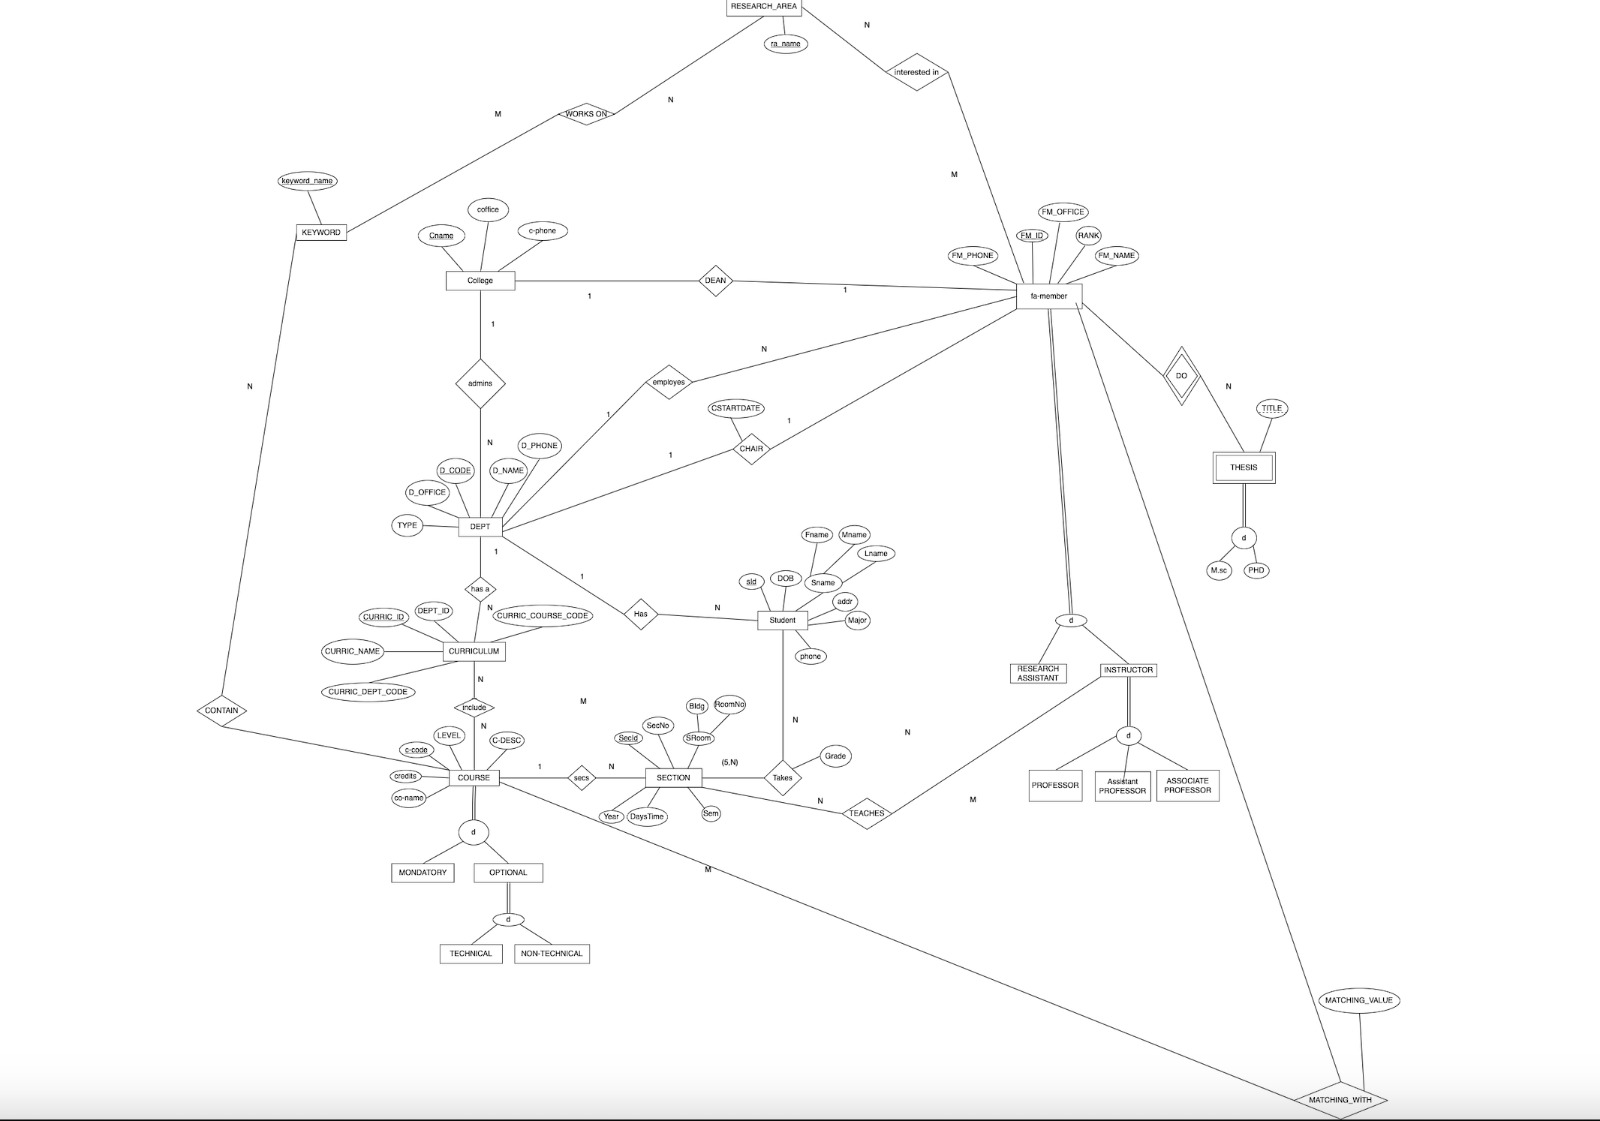 RESEARCH_AREA
N
ra_name
interested in
N
M
WORKS ON
M
keyword_name
FM_OFFICE
coffice
KEYWORD
Cname
c-phone
FM_ID
RANK
FM_PHONE
FM_NAME
College
DEAN
1
1
fa-member
1
N
employes
DO
N
admins
N
CSTARTDATE
TITLE
1
1
N
D_PHONE
CHAIR
1
D_CODE
D_NAME
THESIS
D_OFFICE
TYPE
DEPT
Fname
Mname
d
1
Lname
M.sc
PHD
1
sId
DOB
Sname
has a
addr
N
DEPT_ID
CURRIC_ID
CURRIC_COURSE_CODE
Has
N
Student
Major
d
CURRIC_NAME
CURRICULUM
phone
RESEARCH
ASSISTANT
INSTRUCTOR
N
CURRIC_DEPT_CODE
M
CONTAIN
include
Bldg
RoomNo
N
N
SecNo
LEVEL
C-DESC
SecId
SRoom
N
d
c-code
Grade
credits
COURSE
1
secs
N
SECTION
(5,N)
Takes
PROFESSOR
Assistant
PROFESSOR
ASSOCIATE
PROFESSOR
co-name
Year
DaysTime
Sem
N
TEACHES
M
d
MONDATORY
OPTIONAL
M
d
TECHNICAL
NON-TECHNICAL
MATCHING_VALUE
MATCHING_WITH